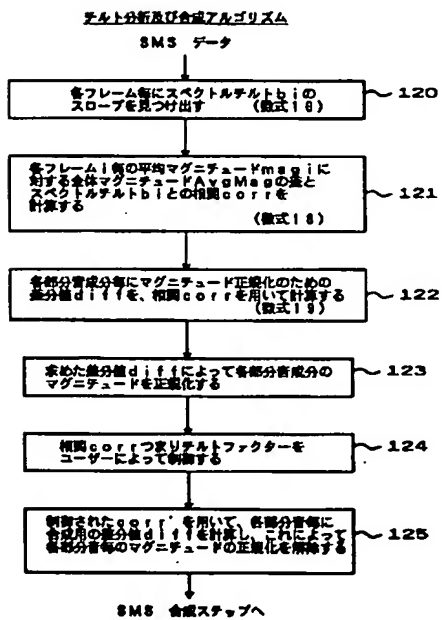 チルト分析及び合成アルゴリズム
SMS データ
各フレーム毎にスペクトルチルトbiの
スロープを見つけ出す (数式16)
120
各フレームi毎の平均マグニチュードmagiに
対する全体マグニチュードAvgMagの差と
スペクトルチルトbiとの相関corrを
計算する
(数式18)
121
各部分音成分毎にマグニチュード正規化のための
差分値diffを、相関corrを用いて計算する
(数式19)
122
求めた差分値diffによって各部分音成分の
マグニチュードを正規化する
123
相関corrつまりチルトファクターを
ユーザーによって制御する
124
制御されたcorr'を用いて、各部分音毎に
合成用の差分値diffを計算し、これによって
各部分音毎のマグニチュードの正規化を解除する
125
SMS 合成ステップへ